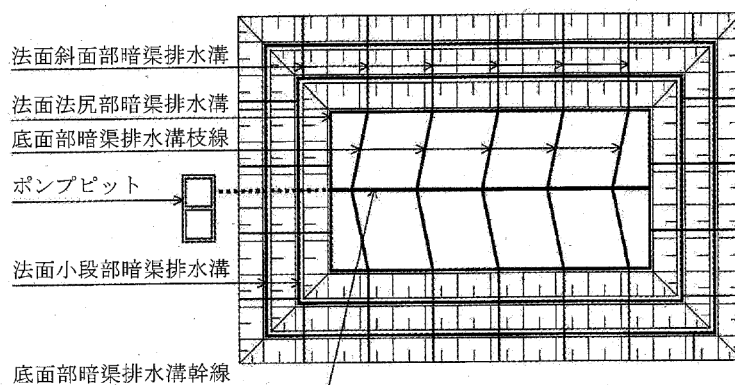 法面斜面部暗渠排水溝
法面法尻部暗渠排水溝
底面部暗渠排水溝枝線
ポンプピット
法面小段部暗渠排水溝
底面部暗渠排水溝幹線